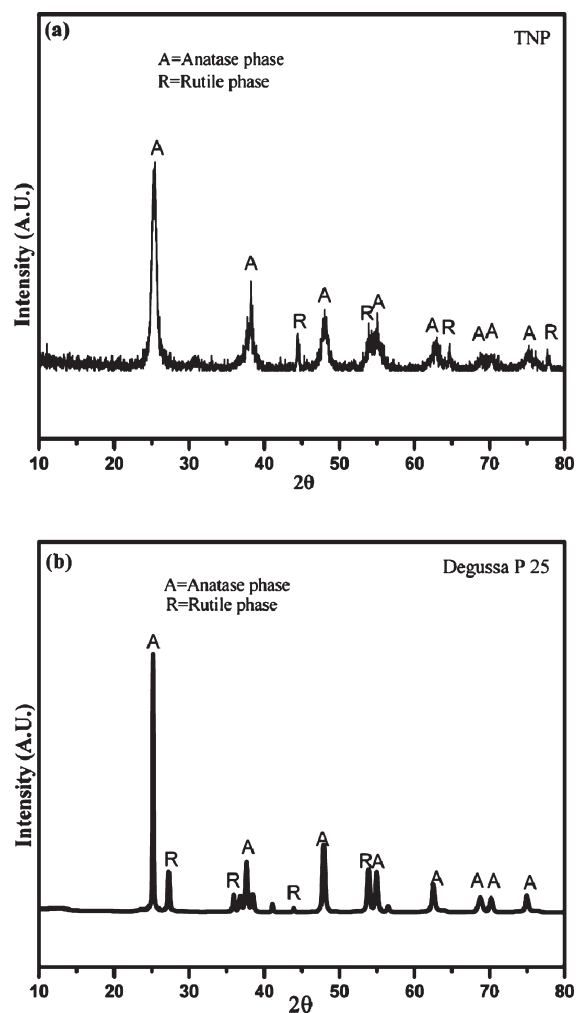 (a)
TNP
A=Anatase phase
R=Rutile phase
A
A
R
A
R A
A R
A A
A
R
Intensity (A.U.)
10 20 30 40 50 60 70 80
2θ
(b)
Degussa P 25
A=Anatase phase
R=Rutile phase
A
R
R
A
R
A
R A
A
A A
A
Intensity (A.U.)
10 20 30 40 50 60 70 80
2θ